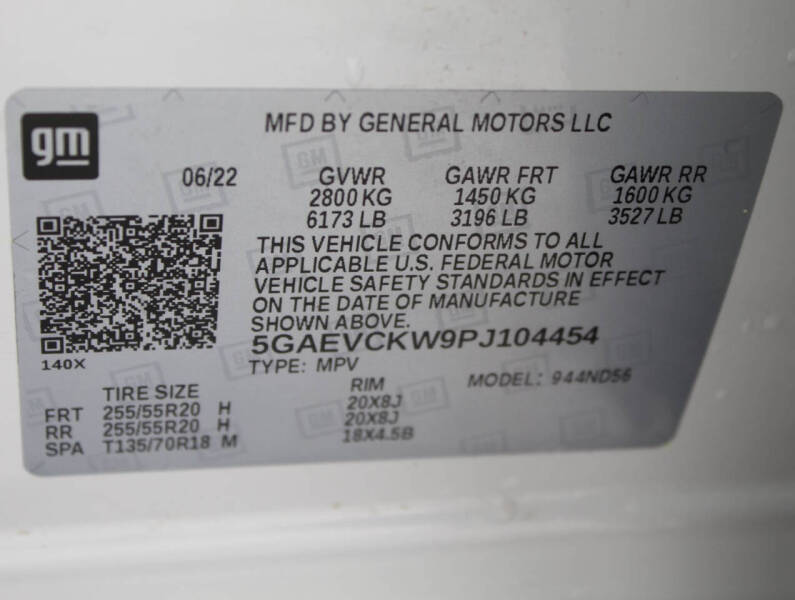 gm
MFD BY GENERAL MOTORS LLC
06/22 GVWR GAWR FRT GAWR RR
2800 KG 1450 KG 1600 KG
6173 LB 3196 LB 3527 LB
THIS VEHICLE CONFORMS TO ALL
APPLICABLE U.S. FEDERAL MOTOR
VEHICLE SAFETY STANDARDS IN EFFECT
ON THE DATE OF MANUFACTURE
SHOWN ABOVE.
5GAEVCKW9PJ104454
140X
TYPE: MPV MODEL: 944ND56
TIRE SIZE RIM
FRT 255/55R20 H 20X8J
RR 255/55R20 H 20X8J
SPA T135/70R18 M 18X4.5B